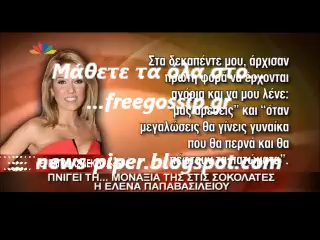 Στα δεκαπέντε μου, άρχισαν
πρώτη φορά να έρχονται
αγόρια και να μου λένε:
"μας αρέσεις" και "όταν
μεγαλώσεις θα γίνεις γυναίκα
που θα περνά και θα
Μάθετε τα όλα στο...
...freegossip.gr
news-piper.blogspot.com
ΠΝΙΓΕΙ ΤΗ... ΜΟΝΑΞΙΑ ΤΗΣ ΣΤΙΣ ΣΟΚΟΛΑΤΕΣ
Η ΕΛΕΝΑ ΠΑΠΑΒΑΣΙΛΕΙΟΥ